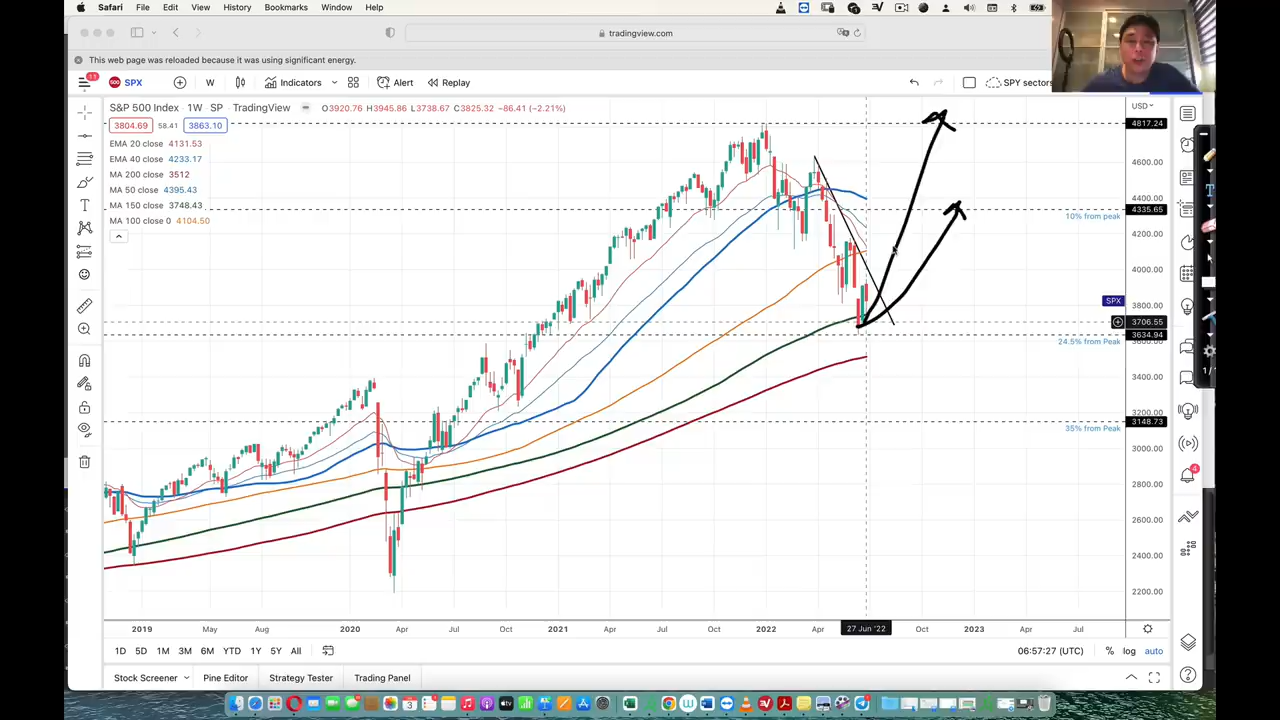 Safari File Edit View History Bookmarks Window Help
tradingview.com
This web page was reloaded because it was using significant energy.
11 SPX W Indicators Alert Replay SPY sectors
S&P 500 Index 1W SP TradingView O3920.76 H3945.86 L3738.67 C3825.33 -86.41 (-2.21%)
USD
3804.69 58.41 3863.10
4817.24
EMA 20 close 4131.53
EMA 40 close 4233.17
4600.00
MA 200 close 3512
MA 50 close 4395.43
4400.00
MA 150 close 3748.43
4335.65
MA 100 close 0 4104.50
10% from peak
4200.00
4000.00
SPX
3800.00
3706.55
3634.94
24.5% from Peak
3600.00
3400.00
3200.00
3148.73
35% from Peak
3000.00
2800.00
4
2600.00
2400.00
2200.00
2019 May Aug 2020 Apr Jul Oct 2021 Apr Jul Oct 2022 Apr 27 Jun '22 Oct 2023 Apr Jul
1D 5D 1M 3M 6M YTD 1Y 5Y All 06:57:27 (UTC) % log auto
Stock Screener Pine Editor Strategy Tester Trading Panel